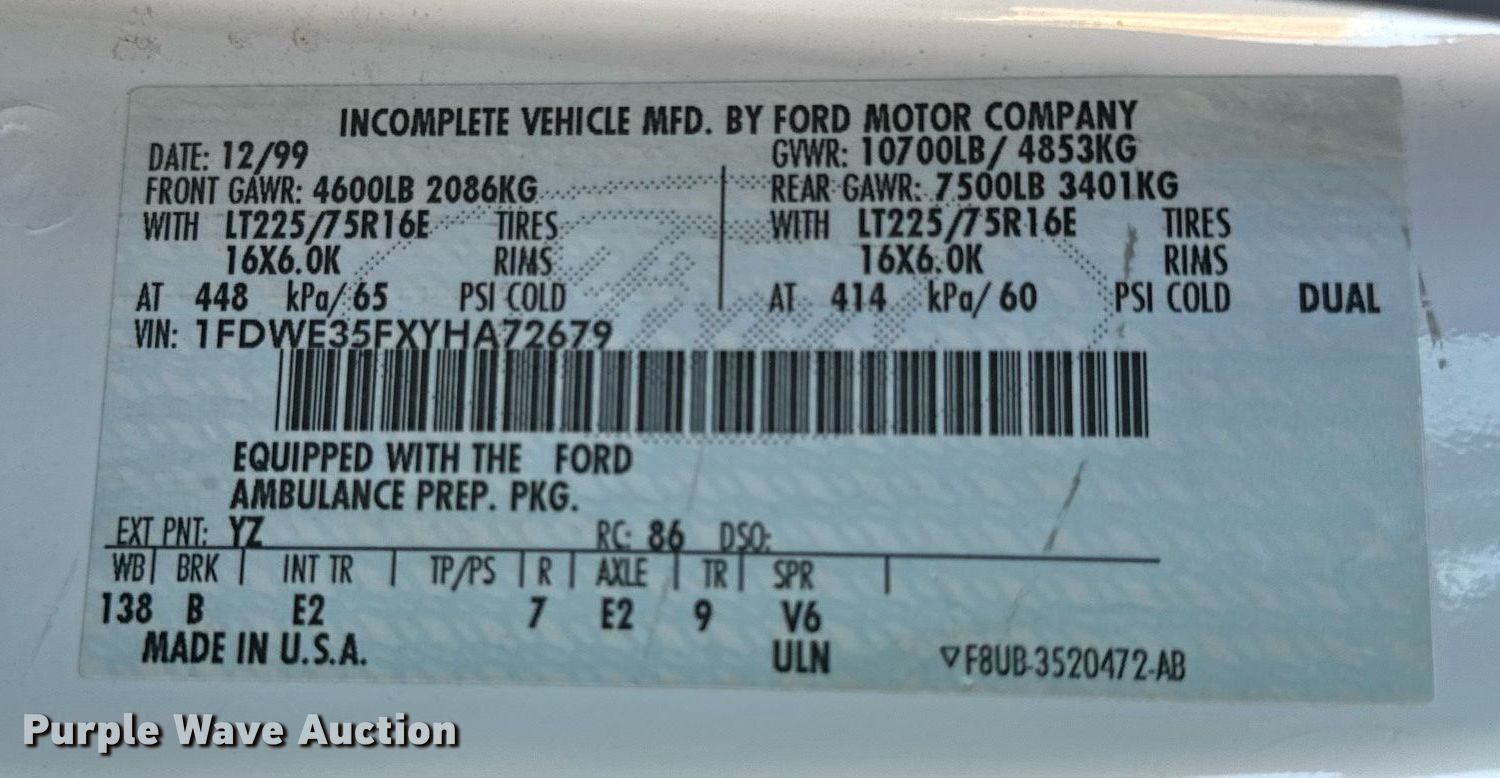 INCOMPLETE VEHICLE MFD. BY FORD MOTOR COMPANY
DATE: 12/99 GVWR: 10700LB/ 4853KG
FRONT GAWR: 4600LB 2086KG REAR GAWR: 7500LB 3401KG
WITH LT225/75R16E TIRES WITH LT225/75R16E TIRES
16X6.0K RIMS 16X6.0K RIMS
AT 448 kPa/ 65 PSI COLD AT 414 kPa/ 60 PSI COLD DUAL
VIN: 1FDWE35FXYHA72679
EQUIPPED WITH THE FORD
AMBULANCE PREP. PKG.
EXT PNT: YZ RC: 86 DSO:
WB BRK INT TR TP/PS R AXLE TR SPR
138 B E2 7 E2 9 V6
MADE IN U.S.A. ULN ▽F8UB-3520472-AB
Purple Wave Auction